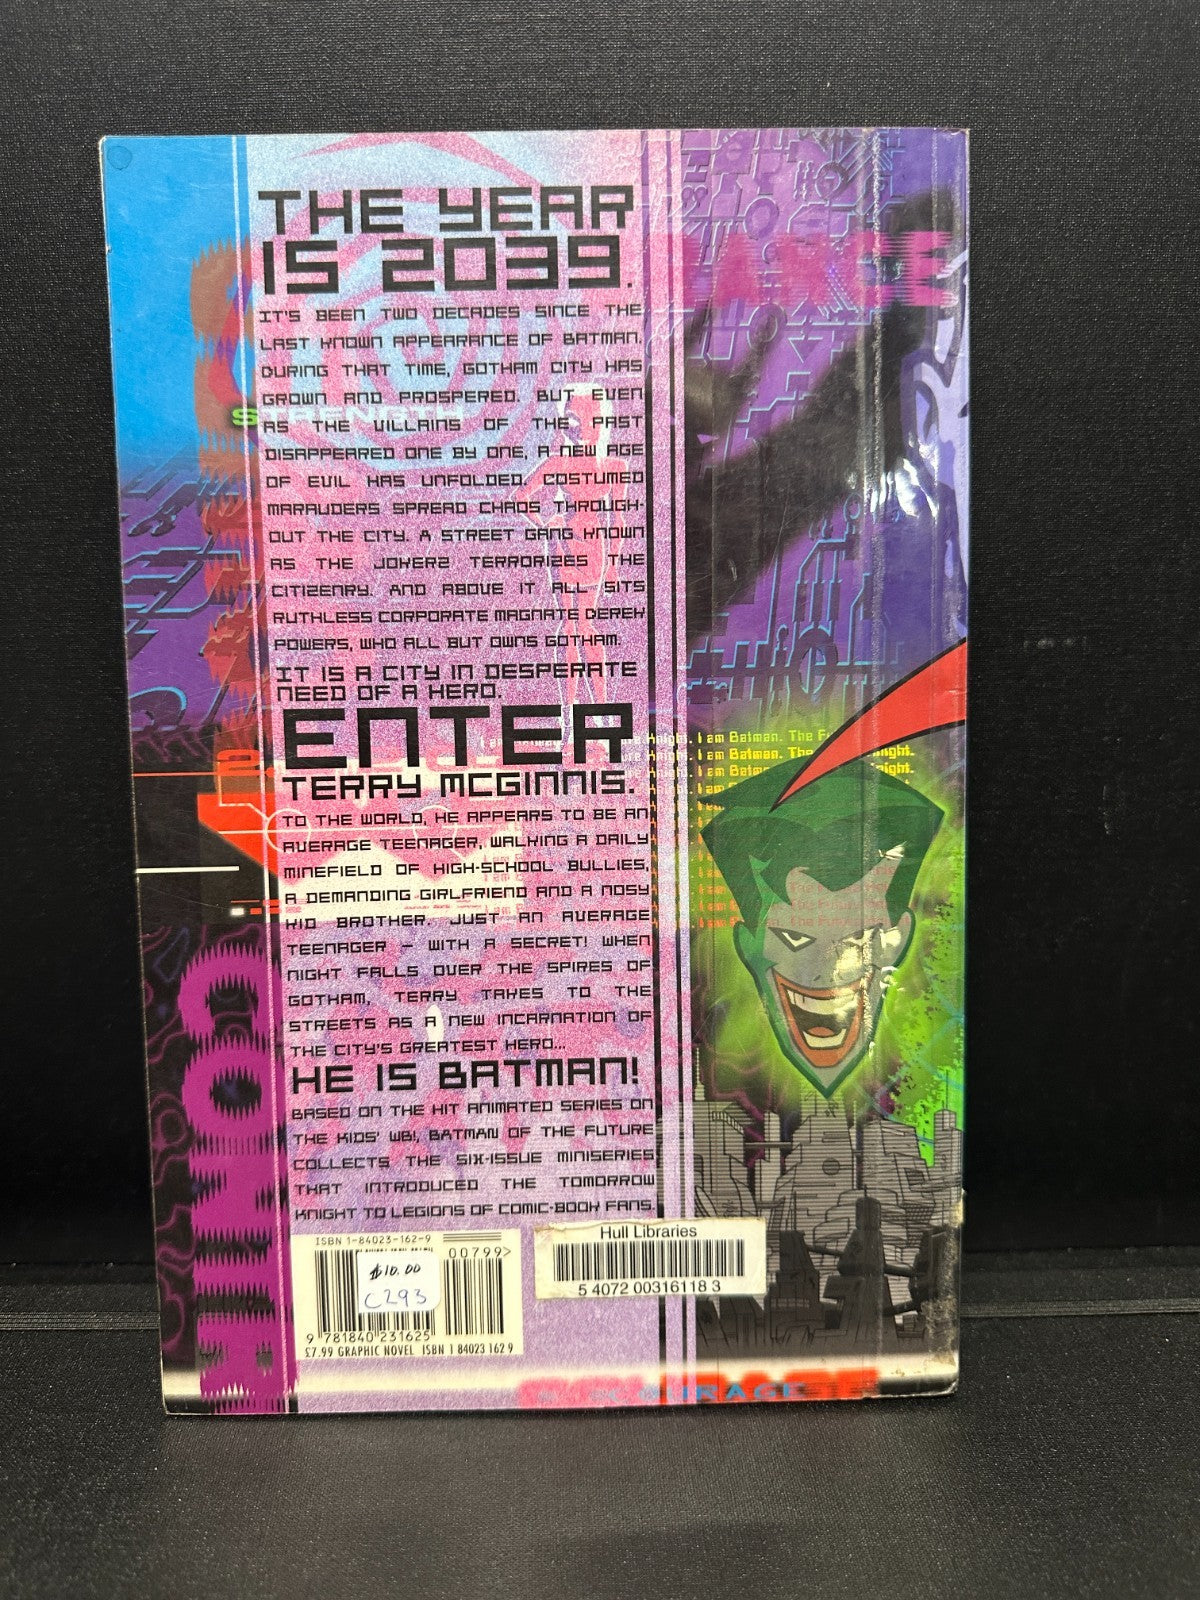 THE YEAR
IS 2039.
IT'S BEEN TWO DECADES SINCE THE
LAST KNOWN APPEARANCE OF BATMAN.
DURING THAT TIME, GOTHAM CITY HAS
GROWN AND PROSPERED. BUT EVEN
AS THE VILLAINS OF THE PAST
DISAPPEARED ONE BY ONE, A NEW AGE
OF EVIL HAS UNFOLDED. COSTUMED
MARAUDERS SPREAD CHAOS THROUGH-
OUT THE CITY. A STREET GANG KNOWN
AS THE JOKERZ TERRORIZES THE
CITIZENRY. AND ABOVE IT ALL SITS
RUTHLESS CORPORATE MAGNATE DEREK
POWERS, WHO ALL BUT OWNS GOTHAM.
IT IS A CITY IN DESPERATE
NEED OF A HERO.
ENTER
TERRY MCGINNIS.
TO THE WORLD, HE APPEARS TO BE AN
AVERAGE TEENAGER, WALKING A DAILY
MINEFIELD OF HIGH-SCHOOL BULLIES,
A DEMANDING GIRLFRIEND AND A NOSY
KID BROTHER. JUST AN AVERAGE
TEENAGER – WITH A SECRET! WHEN
NIGHT FALLS OVER THE SPIRES OF
GOTHAM, TERRY TAKES TO THE
STREETS AS A NEW INCARNATION OF
THE CITY'S GREATEST HERO...
HE IS BATMAN!
BASED ON THE HIT ANIMATED SERIES ON
THE KIDS' WB!, BATMAN OF THE FUTURE
COLLECTS THE SIX-ISSUE MINISERIES
THAT INTRODUCED THE TOMORROW
KNIGHT TO LEGIONS OF COMIC-BOOK FANS.
STRENGTH
Knight. I am Batman. The
Knight. I am Batman. The
ISBN 1-84023-162-9
00799>
$10.00
C293
9 781840 231625
£7.99 GRAPHIC NOVEL ISBN 1 84023 162 9
Hull Libraries
5 4072 00316118 3
COURAGE